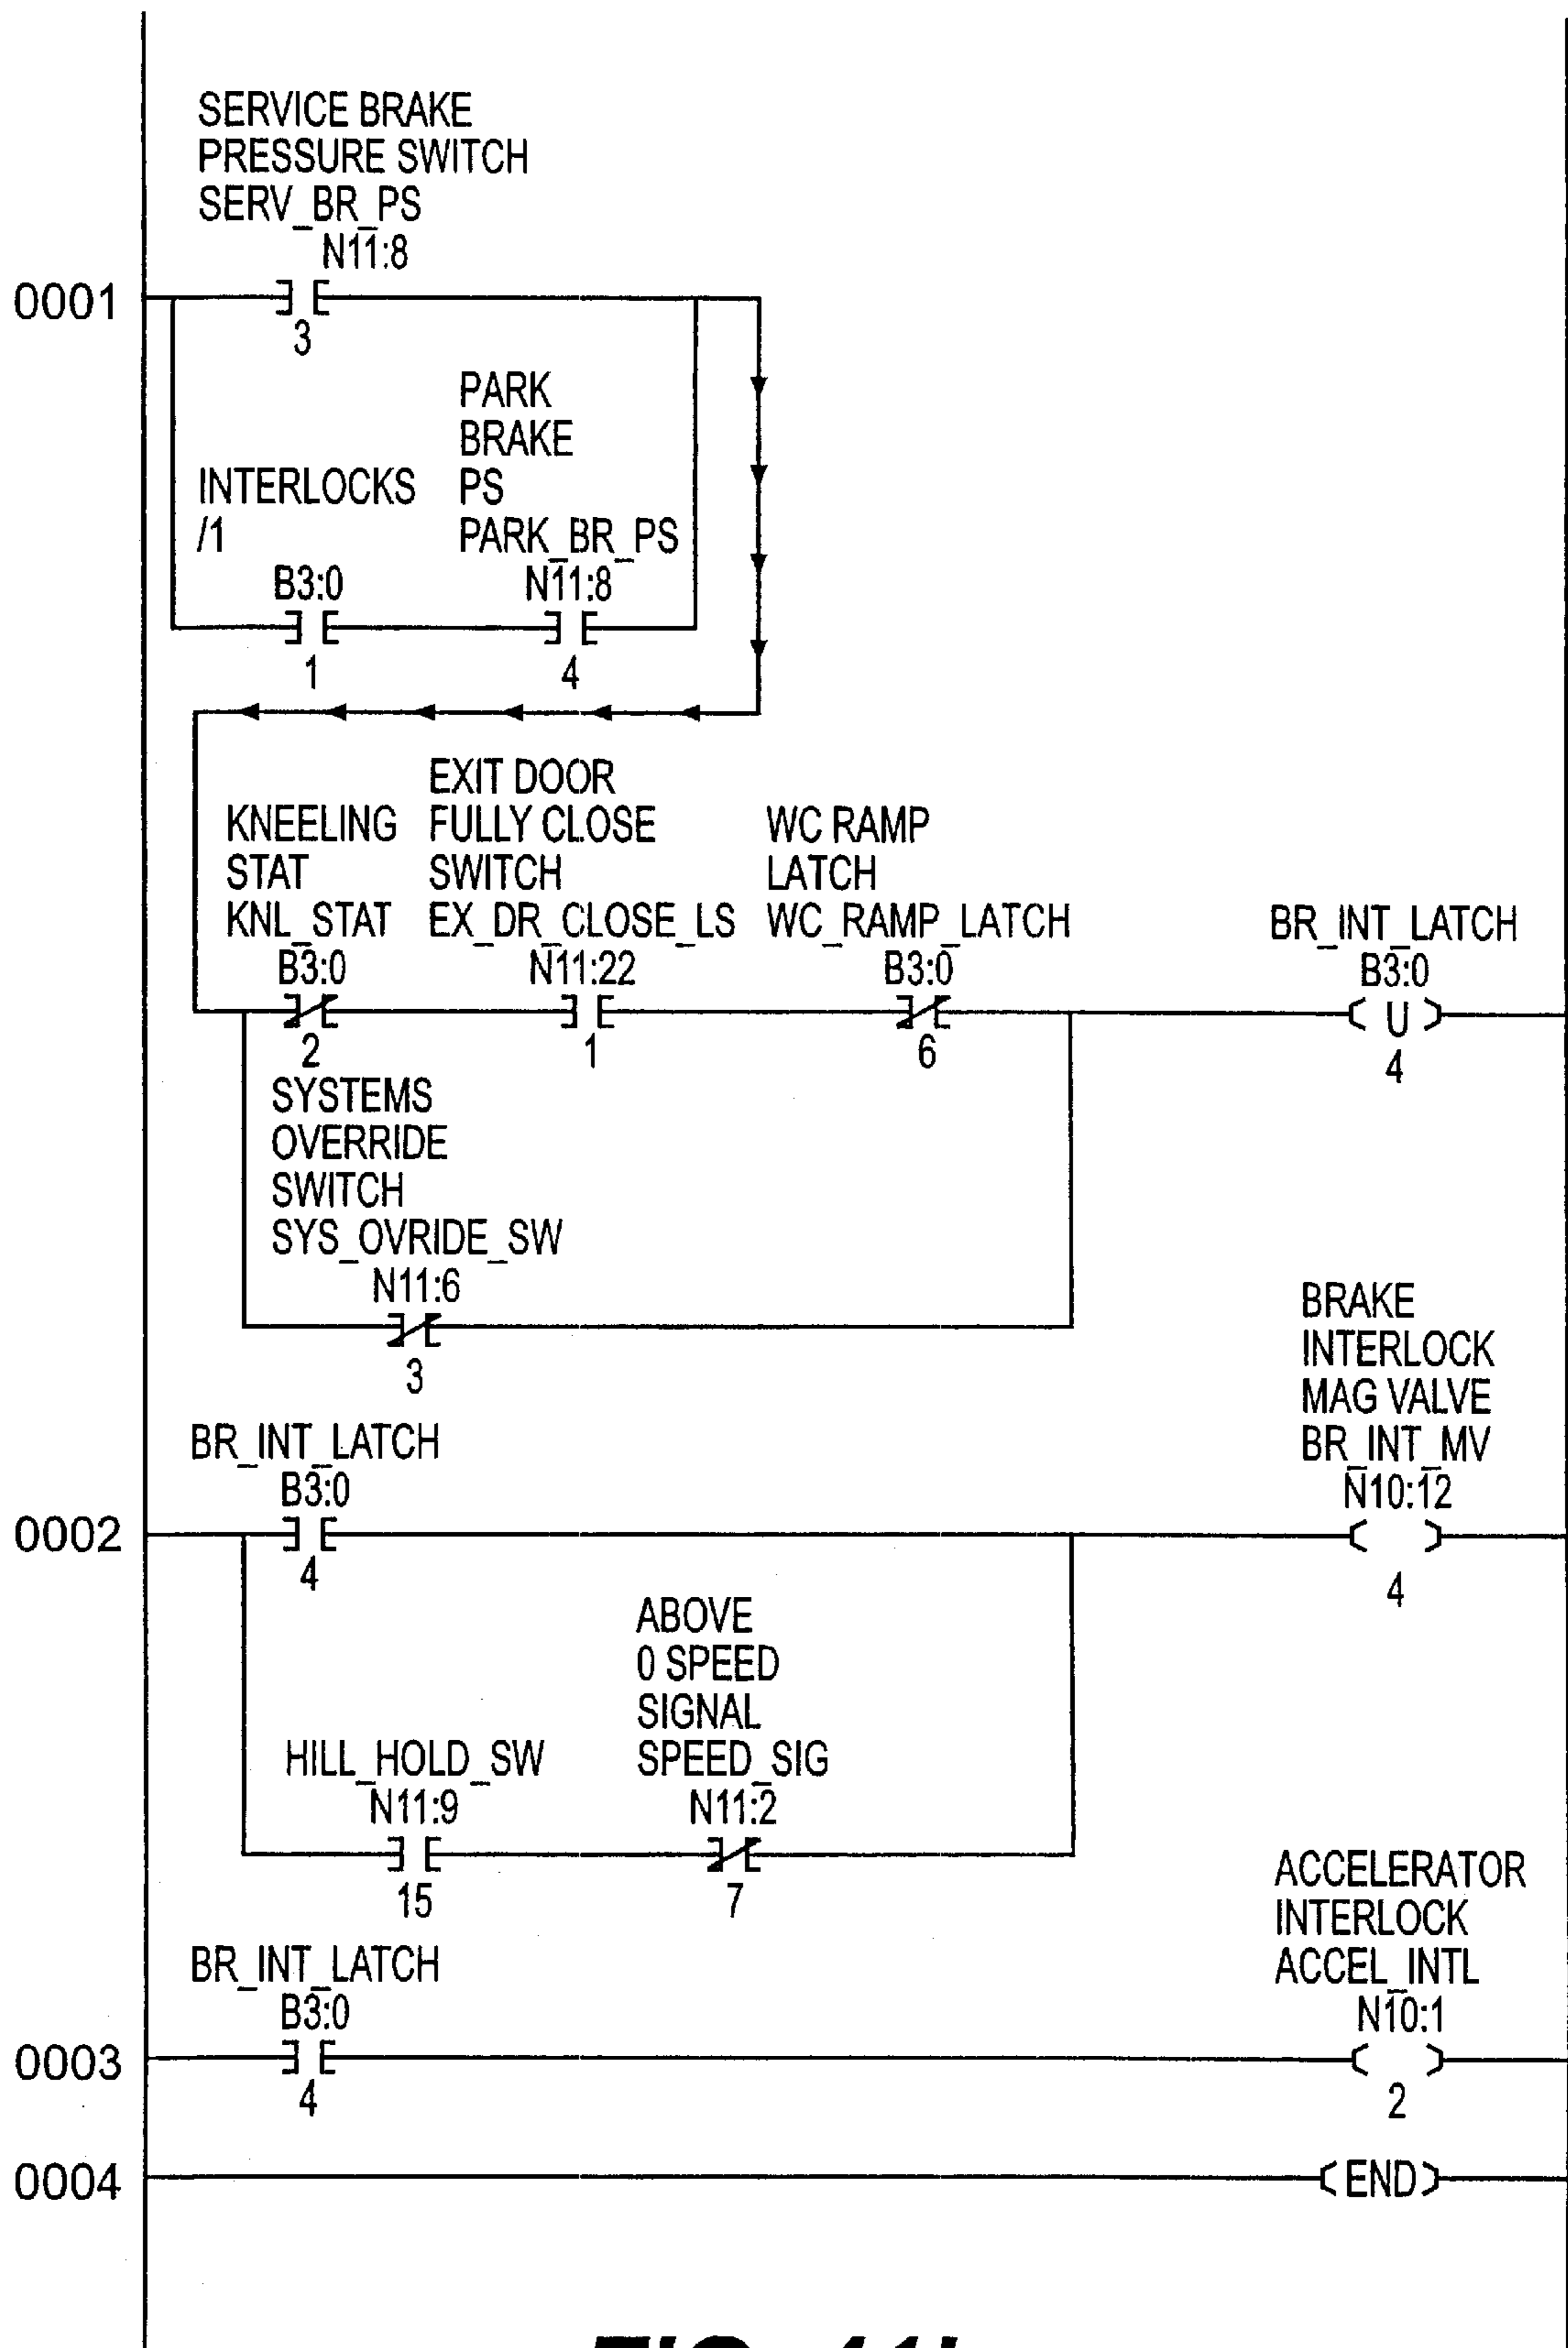 SERVICE BRAKE
PRESSURE SWITCH
SERV_BR_PS
N11:8
0001
3
PARK
BRAKE
INTERLOCKS PS
/1 PARK_BR_PS
B3:0 N11:8
1 4
EXIT DOOR
KNEELING FULLY CLOSE WC RAMP
STAT SWITCH LATCH
KNL_STAT EX_DR_CLOSE_LS WC_RAMP_LATCH BR_INT_LATCH
B3:0 N11:22 B3:0 B3:0
U
2 1 6 4
SYSTEMS
OVERRIDE
SWITCH
SYS_OVRIDE_SW
N11:6
3
BRAKE
INTERLOCK
MAG VALVE
BR_INT_LATCH BR_INT_MV
B3:0 N10:12
0002
4 4
ABOVE
0 SPEED
SIGNAL
HILL_HOLD_SW SPEED_SIG
N11:9 N11:2
15 7
ACCELERATOR
INTERLOCK
BR_INT_LATCH ACCEL_INTL
B3:0 N10:1
0003
4 2
0004 END